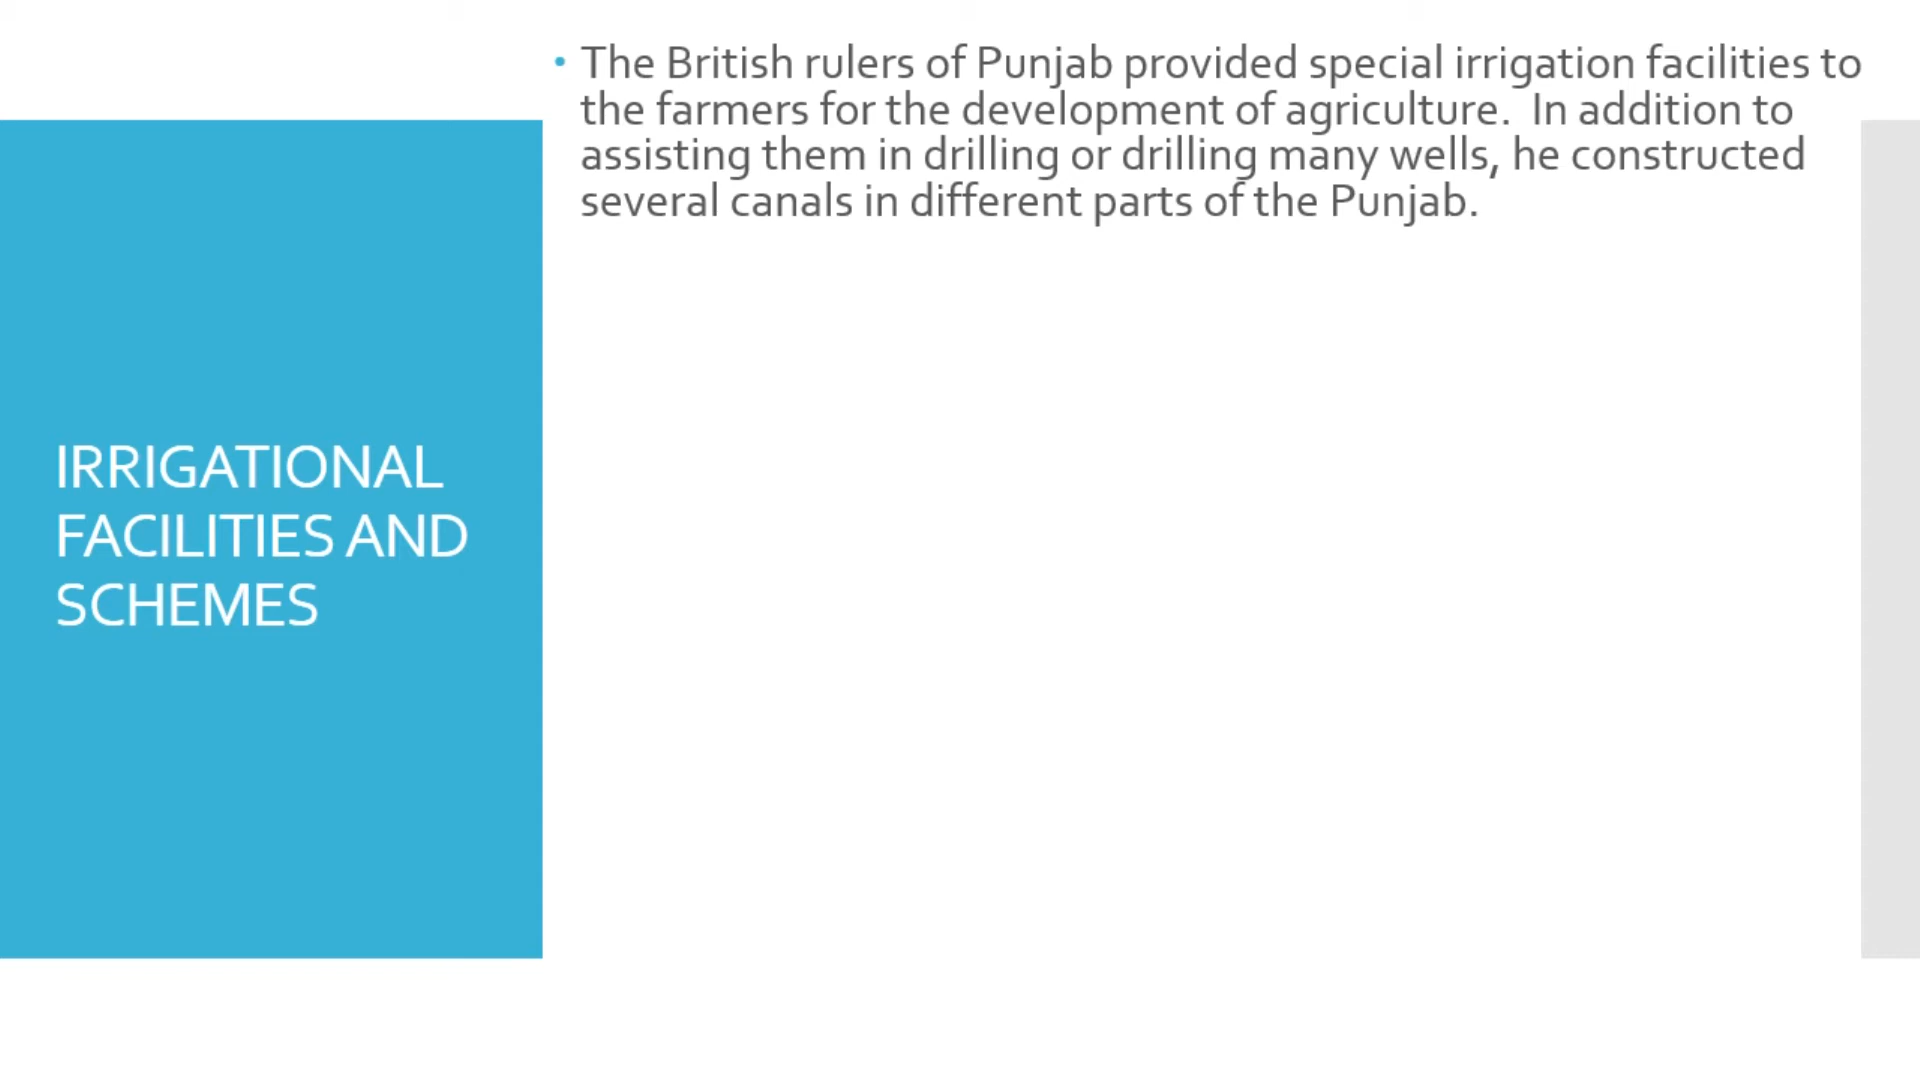 • The British rulers of Punjab provided special irrigation facilities to
the farmers for the development of agriculture.  In addition to
assisting them in drilling or drilling many wells, he constructed
several canals in different parts of the Punjab.
IRRIGATIONAL
FACILITIES AND
SCHEMES